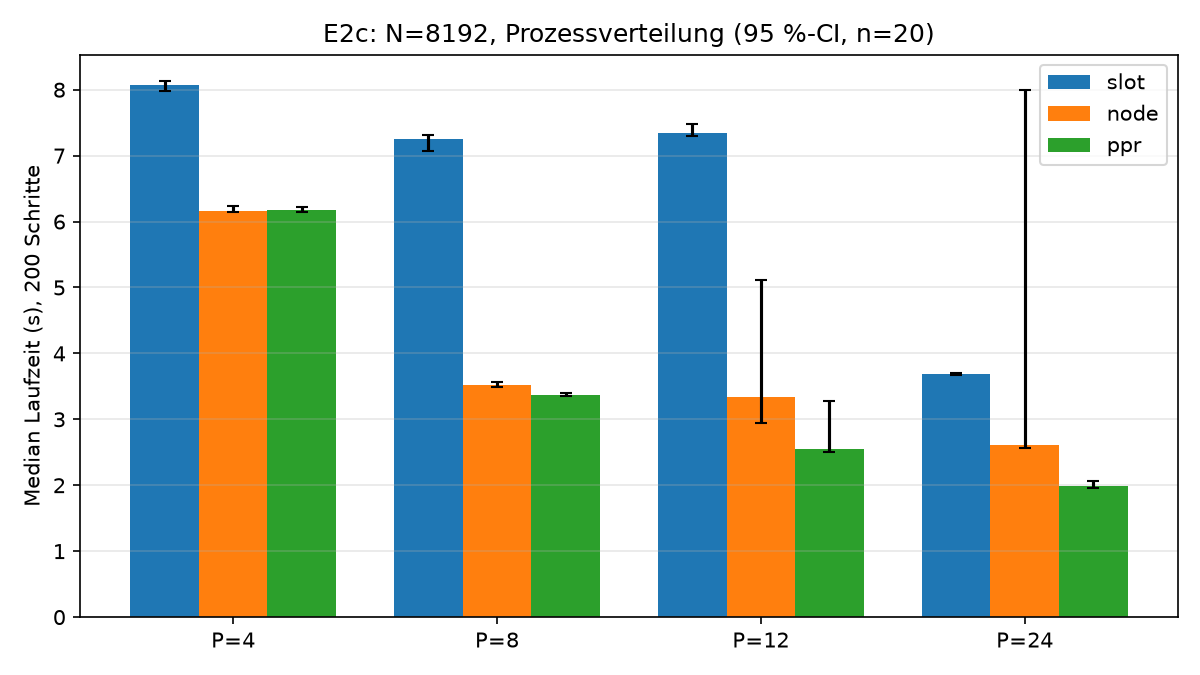 E2c: N=8192, Prozessverteilung (95 %-CI, n=20)
Median Laufzeit (s), 200 Schritte
8
7
6
5
4
3
2
1
0
slot
node
ppr
P=4
P=8
P=12
P=24